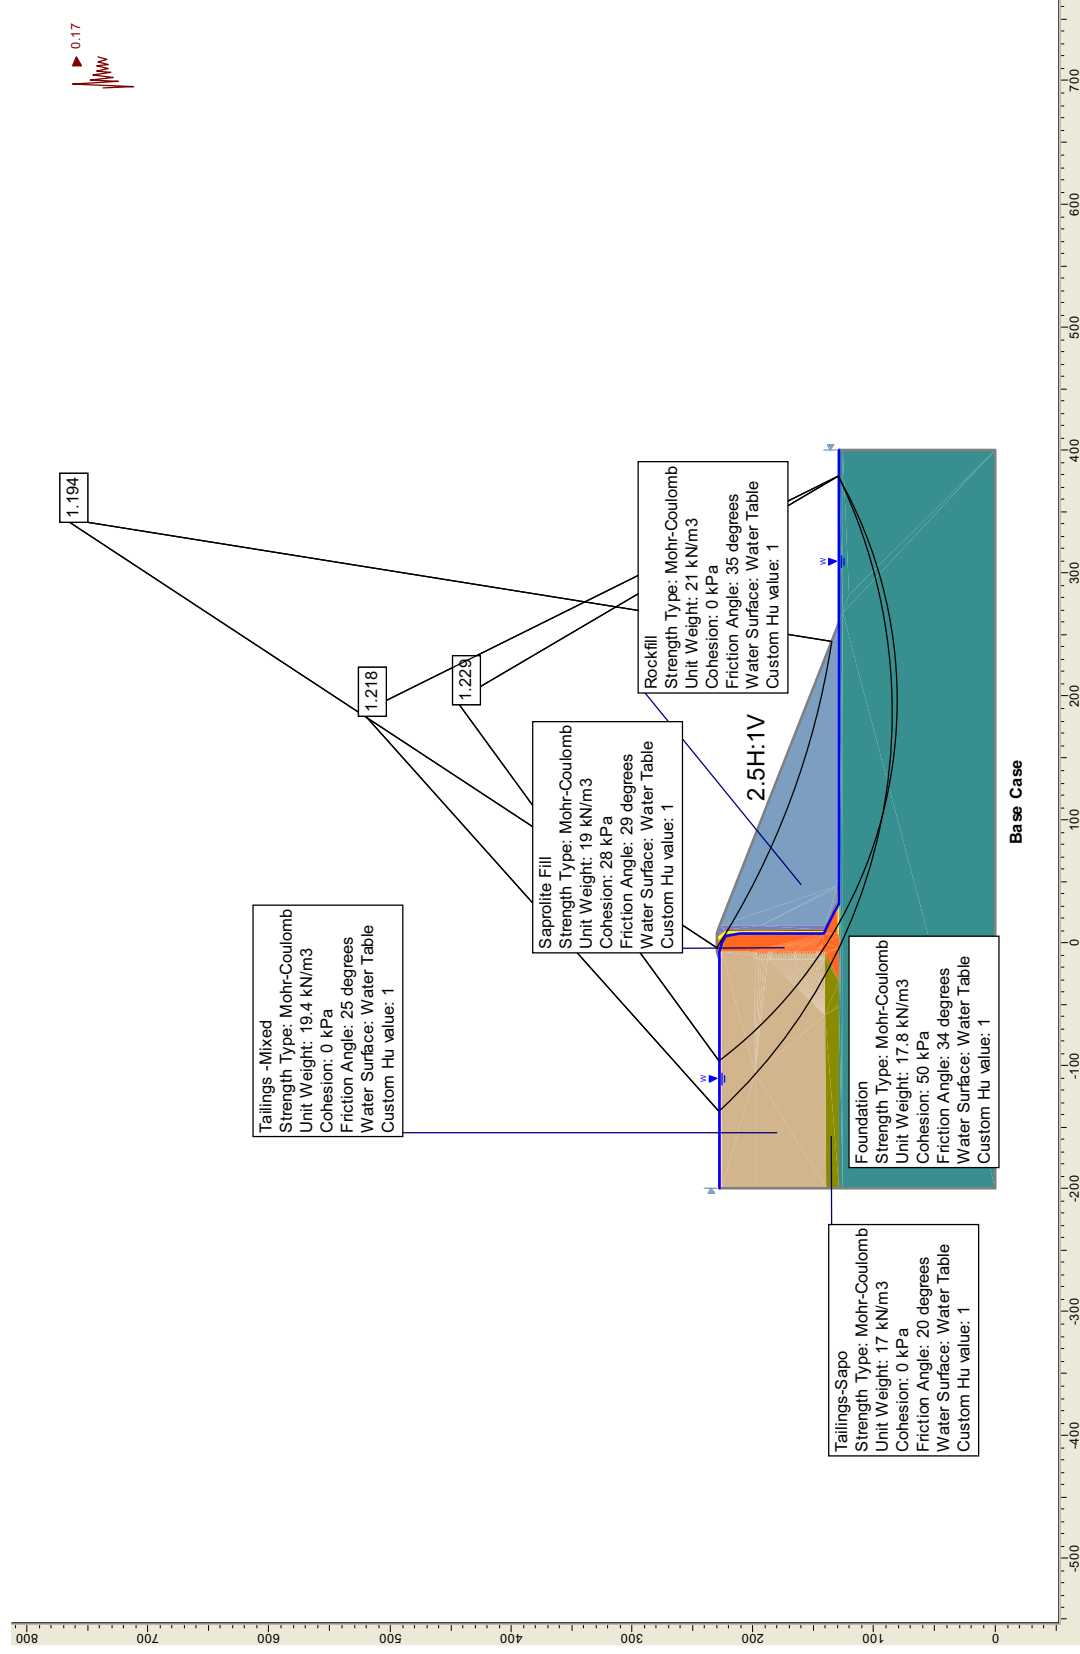 0.17
1.194
1.218
1.229
Tailings -Mixed
Strength Type: Mohr-Coulomb
Unit Weight: 19.4 kN/m3
Cohesion: 0 kPa
Friction Angle: 25 degrees
Water Surface: Water Table
Custom Hu value: 1
Saprolite Fill
Strength Type: Mohr-Coulomb
Unit Weight: 19 kN/m3
Cohesion: 28 kPa
Friction Angle: 29 degrees
Water Surface: Water Table
Custom Hu value: 1
Rockfill
Strength Type: Mohr-Coulomb
Unit Weight: 21 kN/m3
Cohesion: 0 kPa
Friction Angle: 35 degrees
Water Surface: Water Table
Custom Hu value: 1
2.5H:1V
W
W
Tailings-Sapo
Strength Type: Mohr-Coulomb
Unit Weight: 17 kN/m3
Cohesion: 0 kPa
Friction Angle: 20 degrees
Water Surface: Water Table
Custom Hu value: 1
Foundation
Strength Type: Mohr-Coulomb
Unit Weight: 17.8 kN/m3
Cohesion: 50 kPa
Friction Angle: 34 degrees
Water Surface: Water Table
Custom Hu value: 1
Base Case
800
700
600
500
400
300
200
100
0
-500
-400
-300
-200
-100
0
100
200
300
400
500
600
700